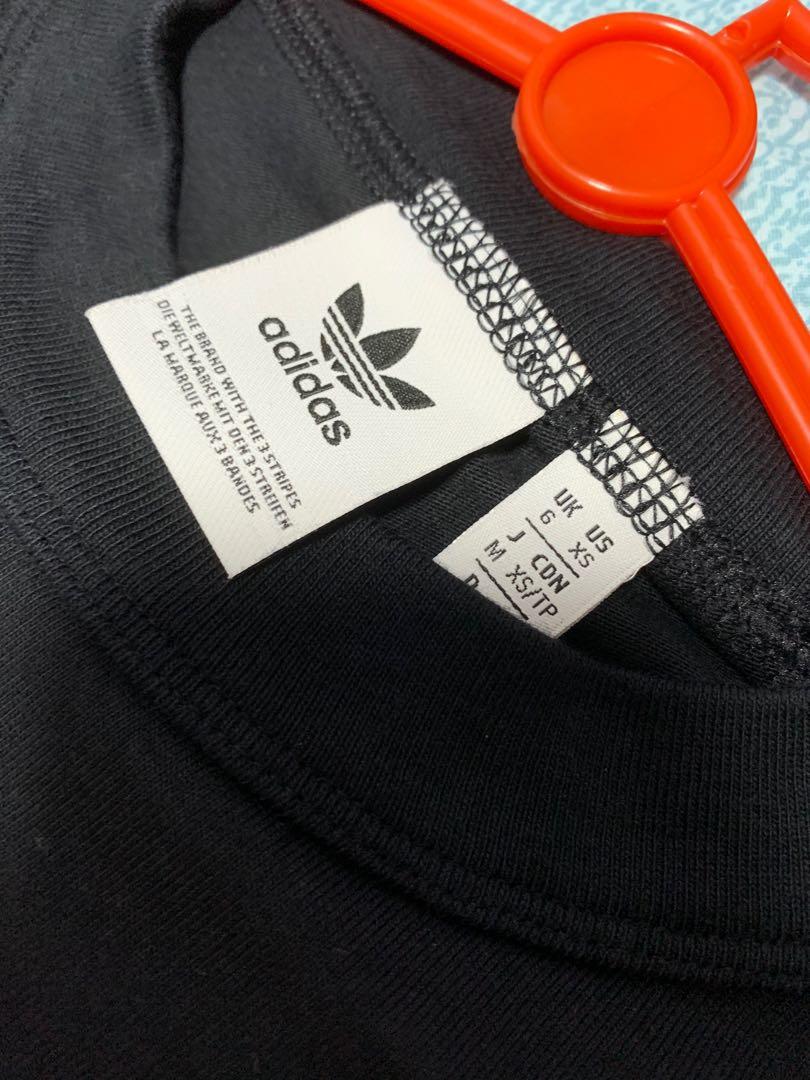 adidas
THE BRAND WITH THE 3 STRIPES
DIE WELTMARKE MIT DEN 3 STREIFEN
LA MARQUE AUX 3 BANDES
UK US
6 XS
J CDN
M XS/TP